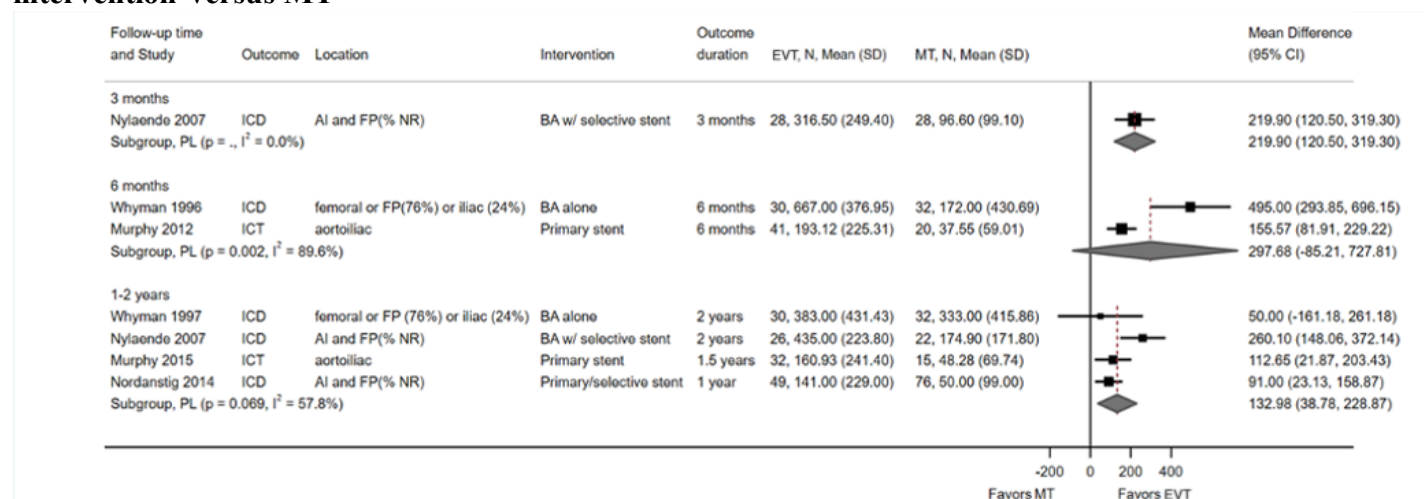 intervention versus MT
Follow-up time Outcome Mean Difference
and Study Outcome Location Intervention duration EVT, N, Mean (SD) MT, N, Mean (SD) (95% CI)
3 months
Nylaende 2007 ICD AI and FP(% NR) BA w/ selective stent 3 months 28, 316.50 (249.40) 28, 96.60 (99.10) 219.90 (120.50, 319.30)
Subgroup, PL (p = ., I² = 0.0%) 219.90 (120.50, 319.30)
6 months
Whyman 1996 ICD femoral or FP(76%) or iliac (24%) BA alone 6 months 30, 667.00 (376.95) 32, 172.00 (430.69) 495.00 (293.85, 696.15)
Murphy 2012 ICT aortoiliac Primary stent 6 months 41, 193.12 (225.31) 20, 37.55 (59.01) 155.57 (81.91, 229.22)
Subgroup, PL (p = 0.002, I² = 89.6%) 297.68 (-85.21, 727.81)
1-2 years
Whyman 1997 ICD femoral or FP (76%) or iliac (24%) BA alone 2 years 30, 383.00 (431.43) 32, 333.00 (415.86) 50.00 (-161.18, 261.18)
Nylaende 2007 ICD AI and FP(% NR) BA w/ selective stent 2 years 26, 435.00 (223.80) 22, 174.90 (171.80) 260.10 (148.06, 372.14)
Murphy 2015 ICT aortoiliac Primary stent 1.5 years 32, 160.93 (241.40) 15, 48.28 (69.74) 112.65 (21.87, 203.43)
Nordanstig 2014 ICD AI and FP(% NR) Primary/selective stent 1 year 49, 141.00 (229.00) 76, 50.00 (99.00) 91.00 (23.13, 158.87)
Subgroup, PL (p = 0.069, I² = 57.8%) 132.98 (38.78, 228.87)
-200 0 200 400
Favors MT Favors EVT